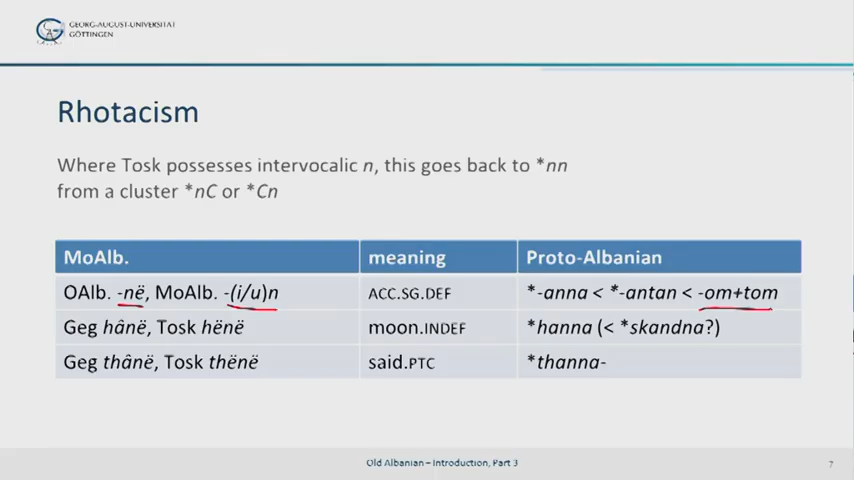 GEORG-AUGUST-UNIVERSITÄT
GÖTTINGEN
Rhotacism
Where Tosk possesses intervocalic n, this goes back to *nn
from a cluster *nC or *Cn
MoAlb. meaning Proto-Albanian
OAlb. -në, MoAlb. -(i/u)n ACC.SG.DEF *-anna < *-antan < -om+tom
Geg hânë, Tosk hënë moon.INDEF *hanna (< *skandna?)
Geg thânë, Tosk thënë said.PTC *thanna-
Old Albanian – Introduction, Part 3
7